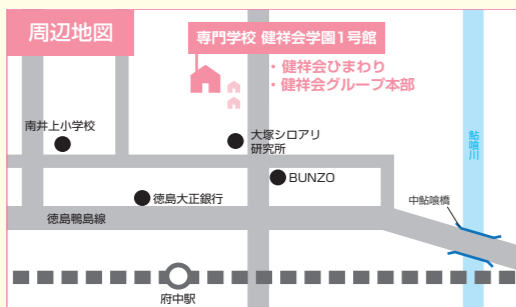 周辺地図
専門学校 健祥会学園1号館
・健祥会ひまわり
・健祥会グループ本部
南井上小学校
大塚シロアリ
研究所
鮎喰川
BUNZO
徳島大正銀行
中鮎喰橋
徳島鴨島線
府中駅